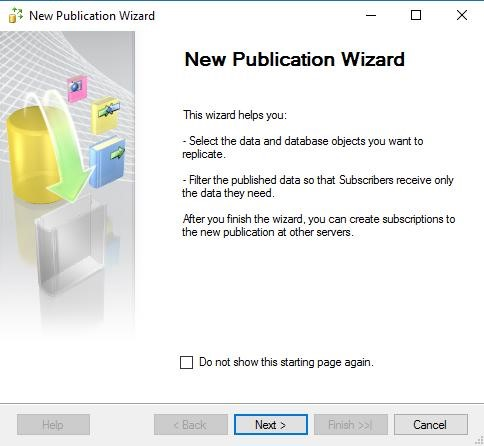 New Publication Wizard
New Publication Wizard
This wizard helps you:
- Select the data and database objects you want to
replicate.
- Filter the published data so that Subscribers receive only
the data they need.
After you finish the wizard, you can create subscriptions to
the new publication at other servers.
Do not show this starting page again.
Help
< Back
Next >
Finish >>|
Cancel